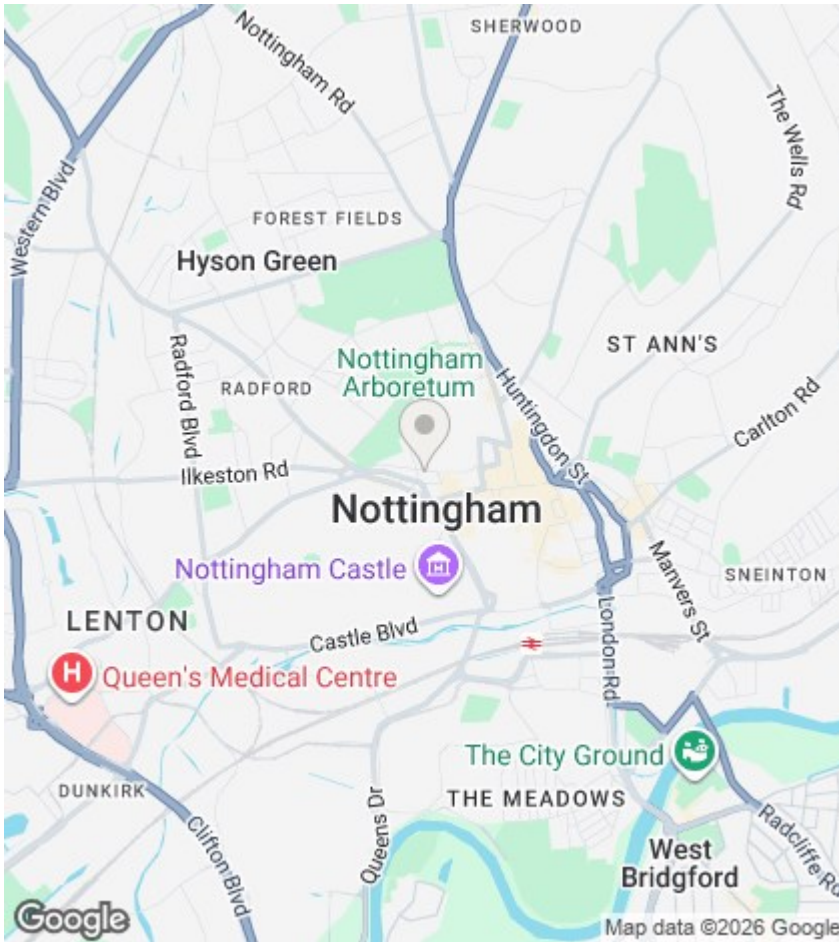 SHERWOOD
Nottingham Rd
The Wells Rd
Western Blvd
FOREST FIELDS
Hyson Green
ST ANN'S
Nottingham
Arboretum
RADFORD
Radford Blvd
Huntingdon St
Carlton Rd
Ilkeston Rd
Nottingham
Nottingham Castle
Manvers St
SNEINTON
LENTON
Castle Blvd
London Rd
H
Queen's Medical Centre
The City Ground
DUNKIRK
THE MEADOWS
Queens Dr
Clifton Blvd
Radcliffe Rd
West
Bridgford
Google
Map data ©2026 Google